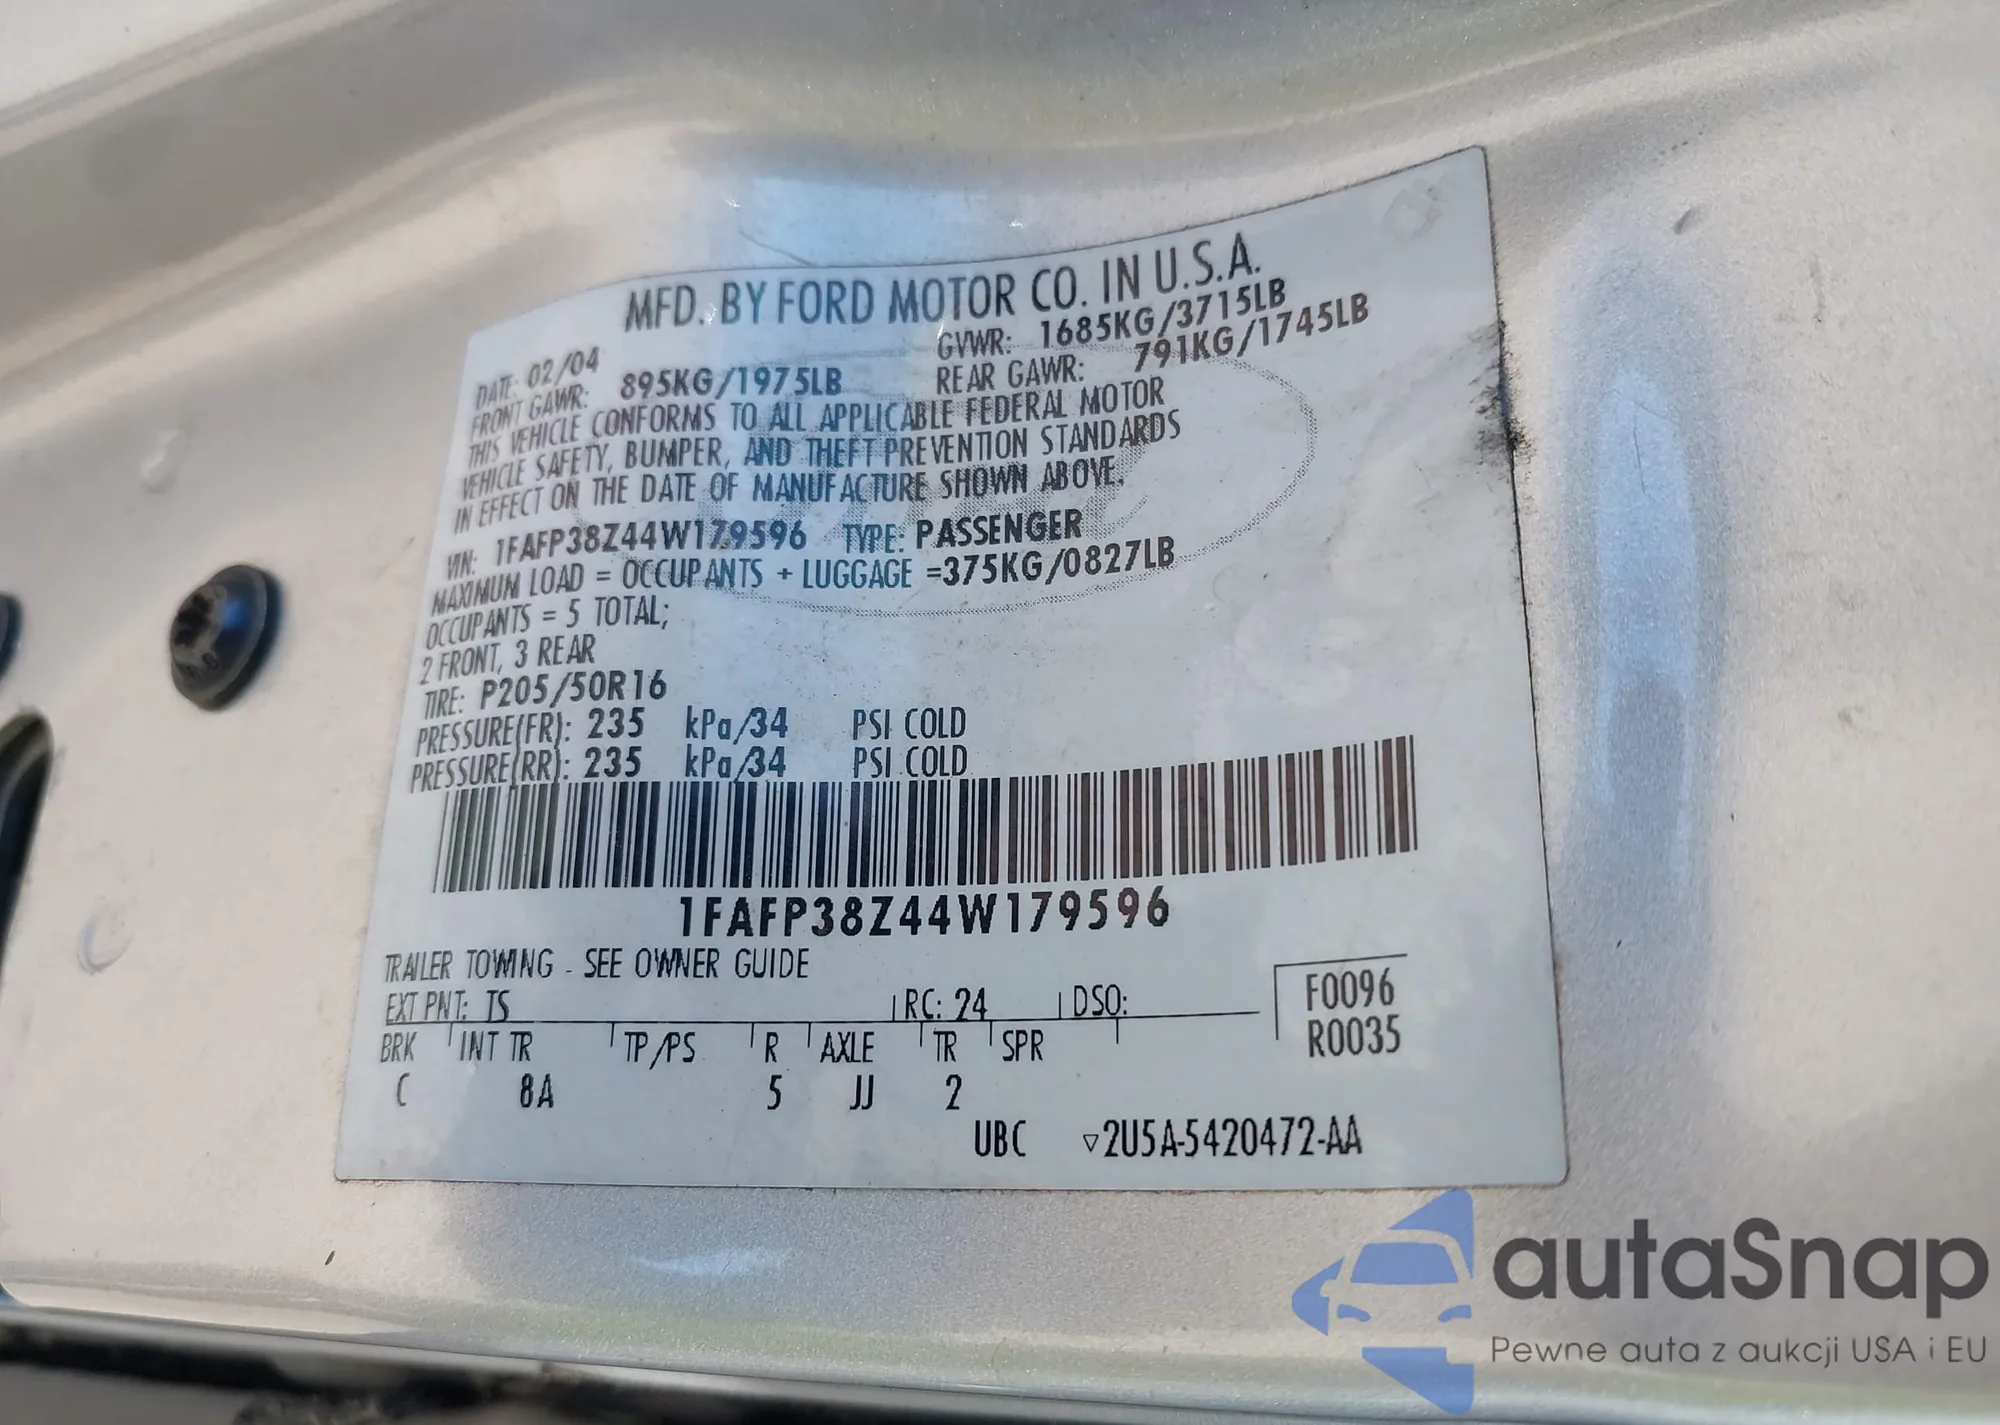 MFD. BY FORD MOTOR CO. IN U.S.A.
DATE: 02/04 GVWR: 1685KG/3715LB
FRONT GAWR: 895KG/1975LB REAR GAWR: 791KG/1745LB
THIS VEHICLE CONFORMS TO ALL APPLICABLE FEDERAL MOTOR
VEHICLE SAFETY, BUMPER, AND THEFT PREVENTION STANDARDS
IN EFFECT ON THE DATE OF MANUFACTURE SHOWN ABOVE.
VIN: 1FAFP38Z44W179596 TYPE: PASSENGER
MAXIMUM LOAD = OCCUPANTS + LUGGAGE =375KG/0827LB
OCCUPANTS = 5 TOTAL;
2 FRONT, 3 REAR
TIRE: P205/50R16
PRESSURE(FR): 235 kPa/34 PSI COLD
PRESSURE(RR): 235 kPa/34 PSI COLD
1FAFP38Z44W179596
TRAILER TOWING - SEE OWNER GUIDE
EXT PNT: TS RC: 24 DSO: F0096
R0035
BRK INT TR TP/PS R AXLE TR SPR
C 8A 5 JJ 2
UBC ▽2U5A-5420472-AA
autaSnap
Pewne auta z aukcji USA i EU